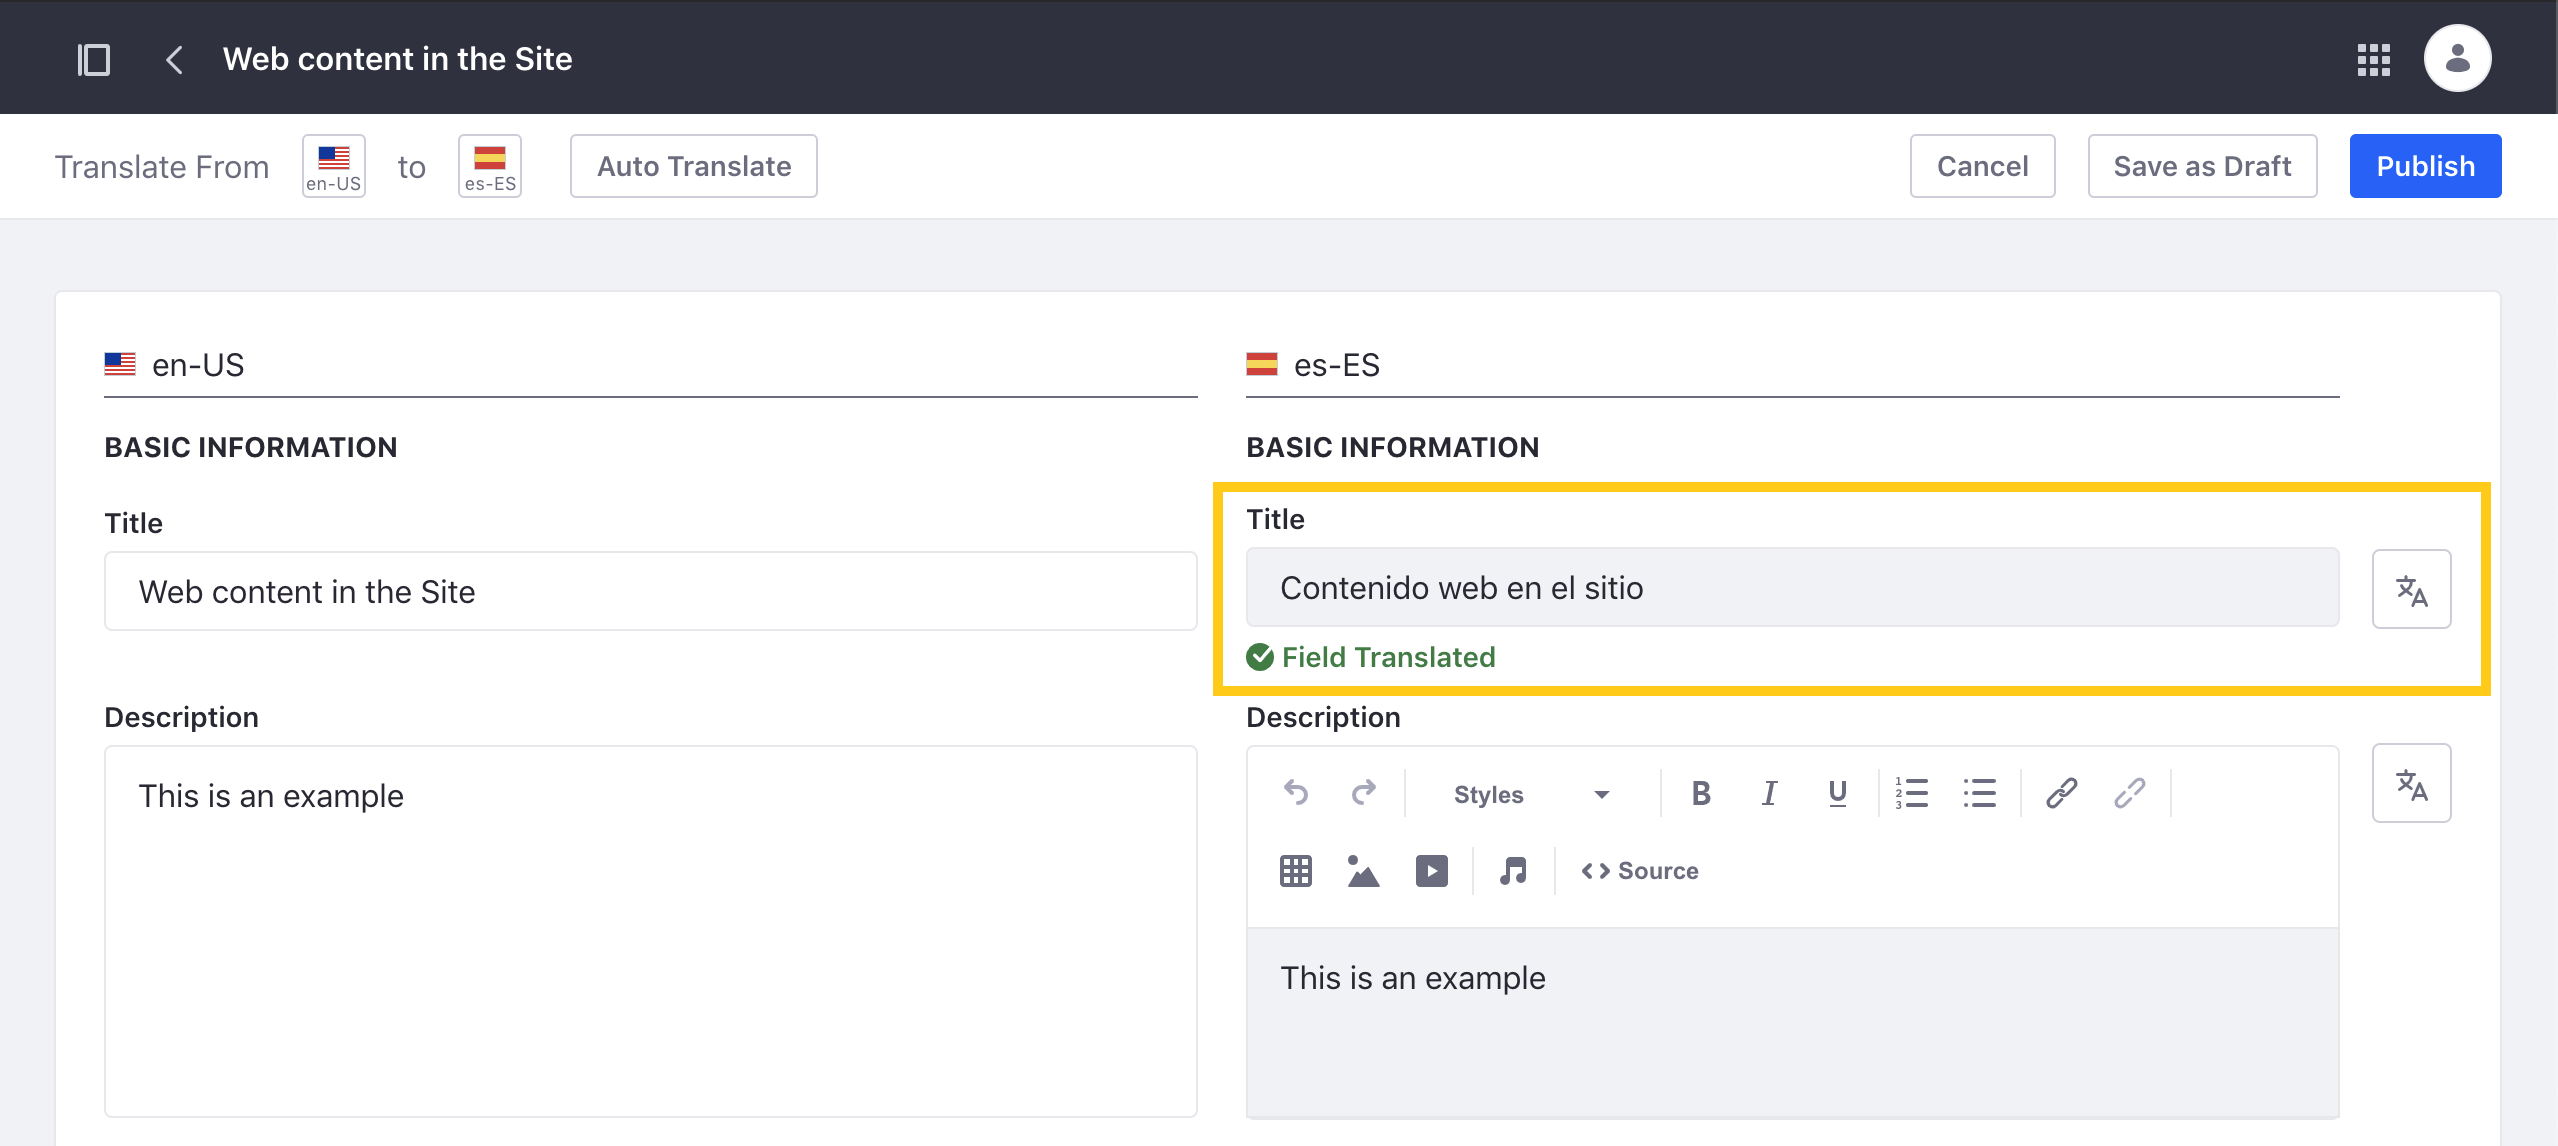 Web content in the Site
Translate From en-US to es-ES Auto Translate Cancel Save as Draft Publish
en-US
BASIC INFORMATION
Title
Web content in the Site
Description
This is an example
es-ES
BASIC INFORMATION
Title
Contenido web en el sitio
Field Translated
Description
Styles B I U
Source
This is an example